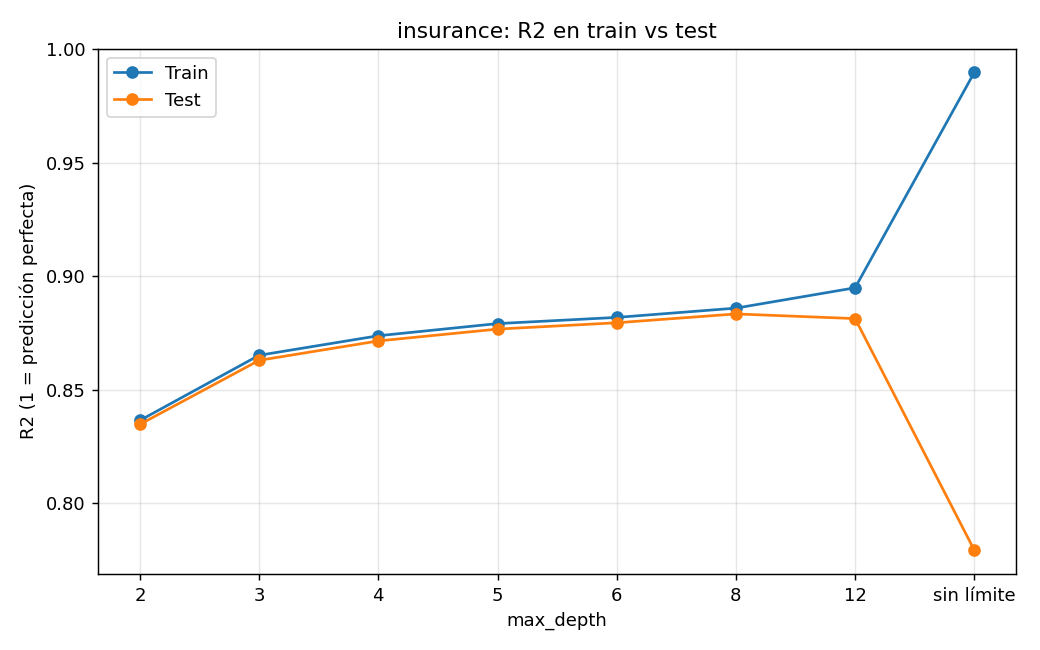 insurance: R2 en train vs test
Train
Test
R2 (1 = predicción perfecta)
1.00
0.95
0.90
0.85
0.80
2 3 4 5 6 8 12 sin límite
max_depth